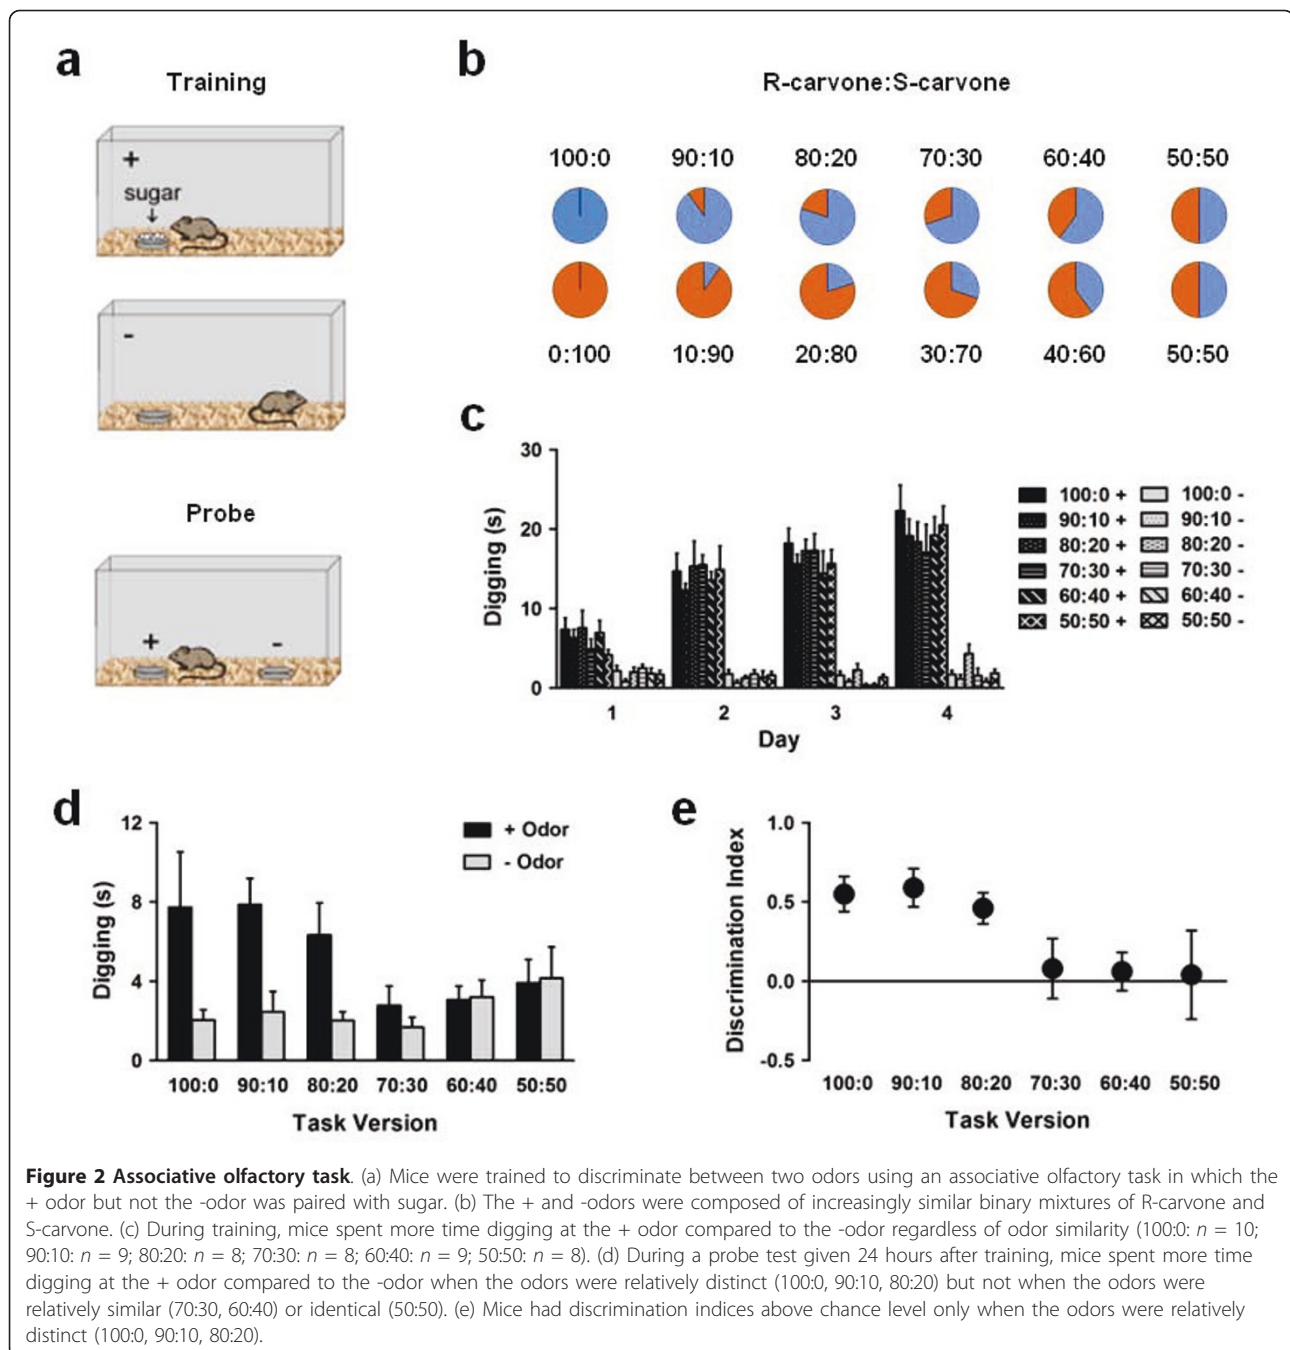 a
Training
+
sugar
-
Probe
+
-
b
R-carvone:S-carvone
100:0 90:10 80:20 70:30 60:40 50:50
0:100 10:90 20:80 30:70 40:60 50:50
c
Digging (s)
30
20
10
0
1 2 3 4
Day
100:0 + 100:0 -
90:10 + 90:10 -
80:20 + 80:20 -
70:30 + 70:30 -
60:40 + 60:40 -
50:50 + 50:50 -
d
Digging (s)
12
8
4
0
+ Odor
- Odor
100:0 90:10 80:20 70:30 60:40 50:50
Task Version
e
Discrimination Index
1.0
0.5
0.0
-0.5
100:0 90:10 80:20 70:30 60:40 50:50
Task Version
Figure 2 Associative olfactory task. (a) Mice were trained to discriminate between two odors using an associative olfactory task in which the
+ odor but not the -odor was paired with sugar. (b) The + and -odors were composed of increasingly similar binary mixtures of R-carvone and
S-carvone. (c) During training, mice spent more time digging at the + odor compared to the -odor regardless of odor similarity (100:0: n = 10;
90:10: n = 9; 80:20: n = 8; 70:30: n = 8; 60:40: n = 9; 50:50: n = 8). (d) During a probe test given 24 hours after training, mice spent more time
digging at the + odor compared to the -odor when the odors were relatively distinct (100:0, 90:10, 80:20) but not when the odors were
relatively similar (70:30, 60:40) or identical (50:50). (e) Mice had discrimination indices above chance level only when the odors were relatively
distinct (100:0, 90:10, 80:20).